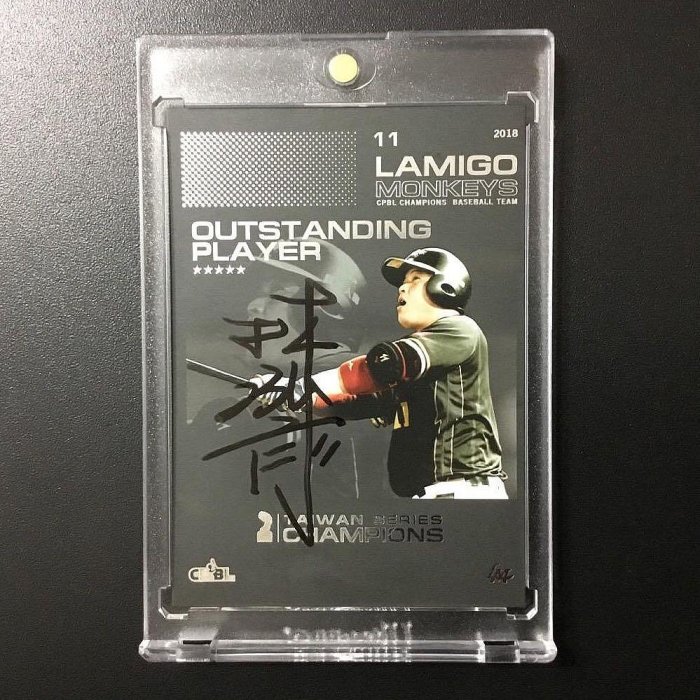 11
2018
LAMIGO
MONKEYS
CPBL CHAMPIONS BASEBALL TEAM
OUTSTANDING
PLAYER
TAIWAN SERIES
CHAMPIONS
CPBL